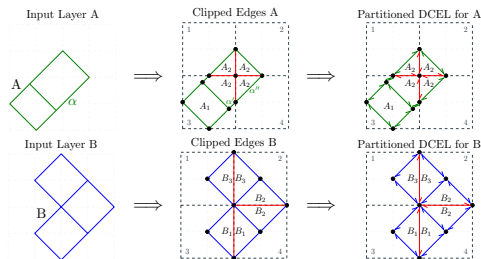 Input Layer A
Clipped Edges A
Partitioned DCEL for A
1
2
1
2
A₂
A₂
A₂
A₂
A
A₂
A₂
A₂
A₂
α
A₁
α''
A₁
3
4
3
4
Input Layer B
Clipped Edges B
Partitioned DCEL for B
1
2
1
2
B₃
B₃
B₃
B₃
B
B₂
B₂
B₂
B₂
B₁
B₁
B₁
B₁
3
4
3
4